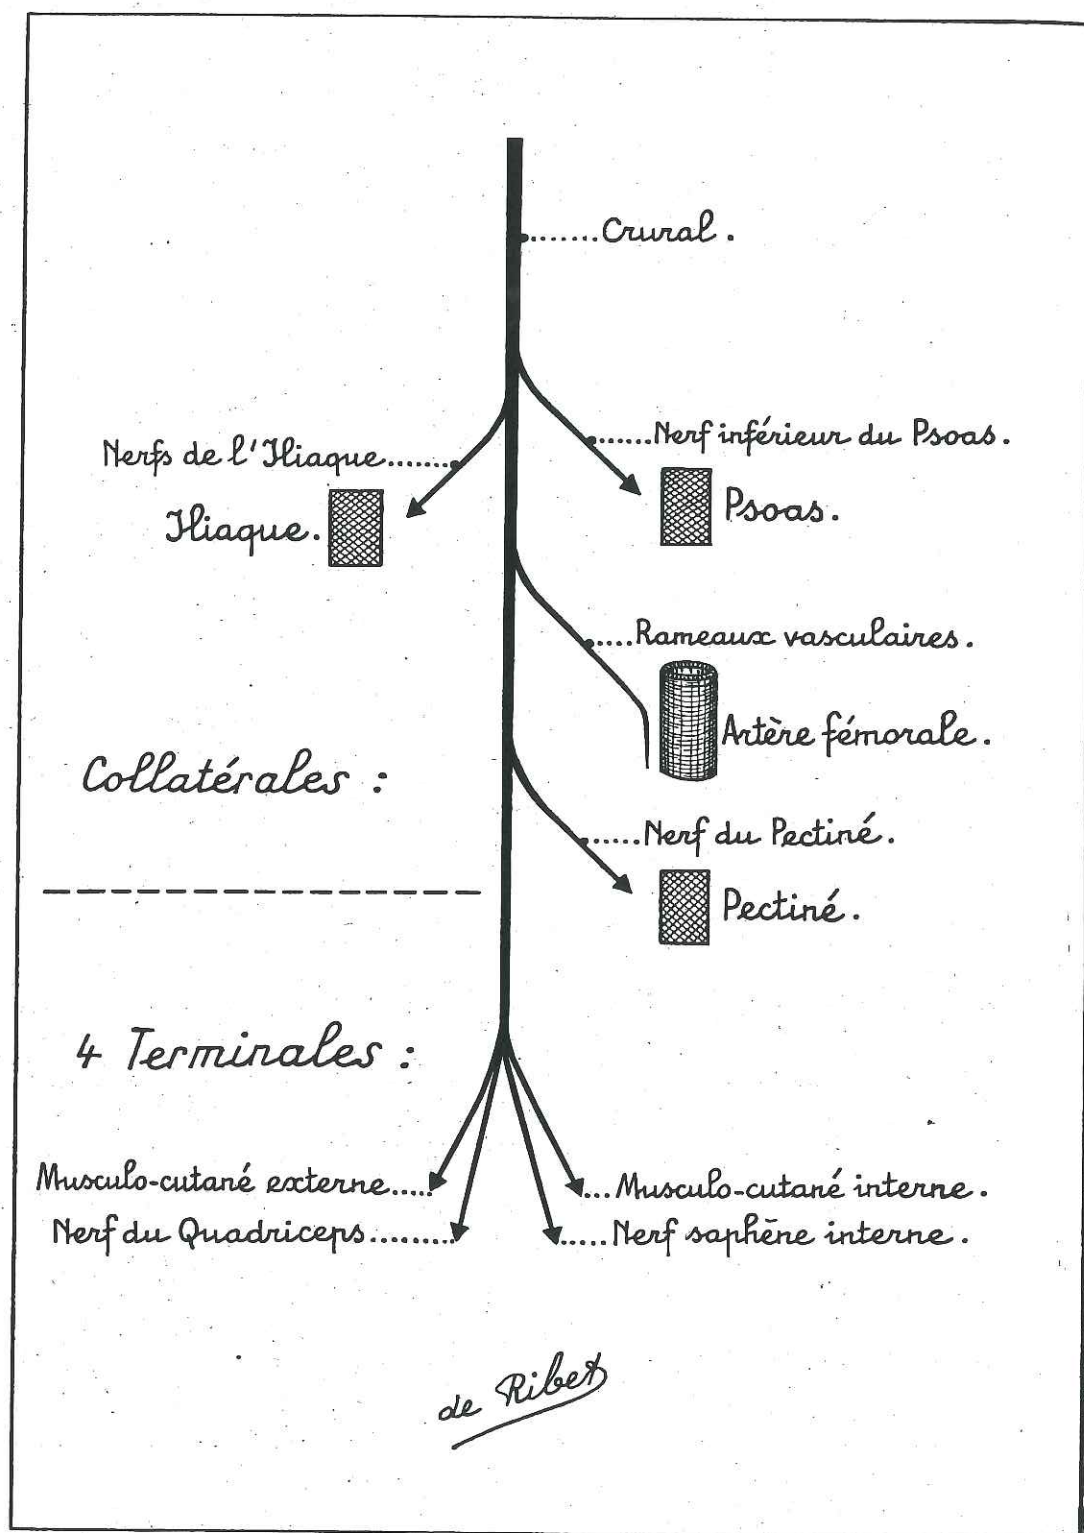 Crural.
Nerfs de l'Iliaque
Nerf inférieur du Psoas.
Iliaque.
Psoas.
Rameaux vasculaires.
Artère fémorale.
Collatérales :
Nerf du Pectiné.
Pectiné.
4 Terminales :
Musculo-cutané externe
Musculo-cutané interne.
Nerf du Quadriceps
Nerf saphène interne.
de Ribet